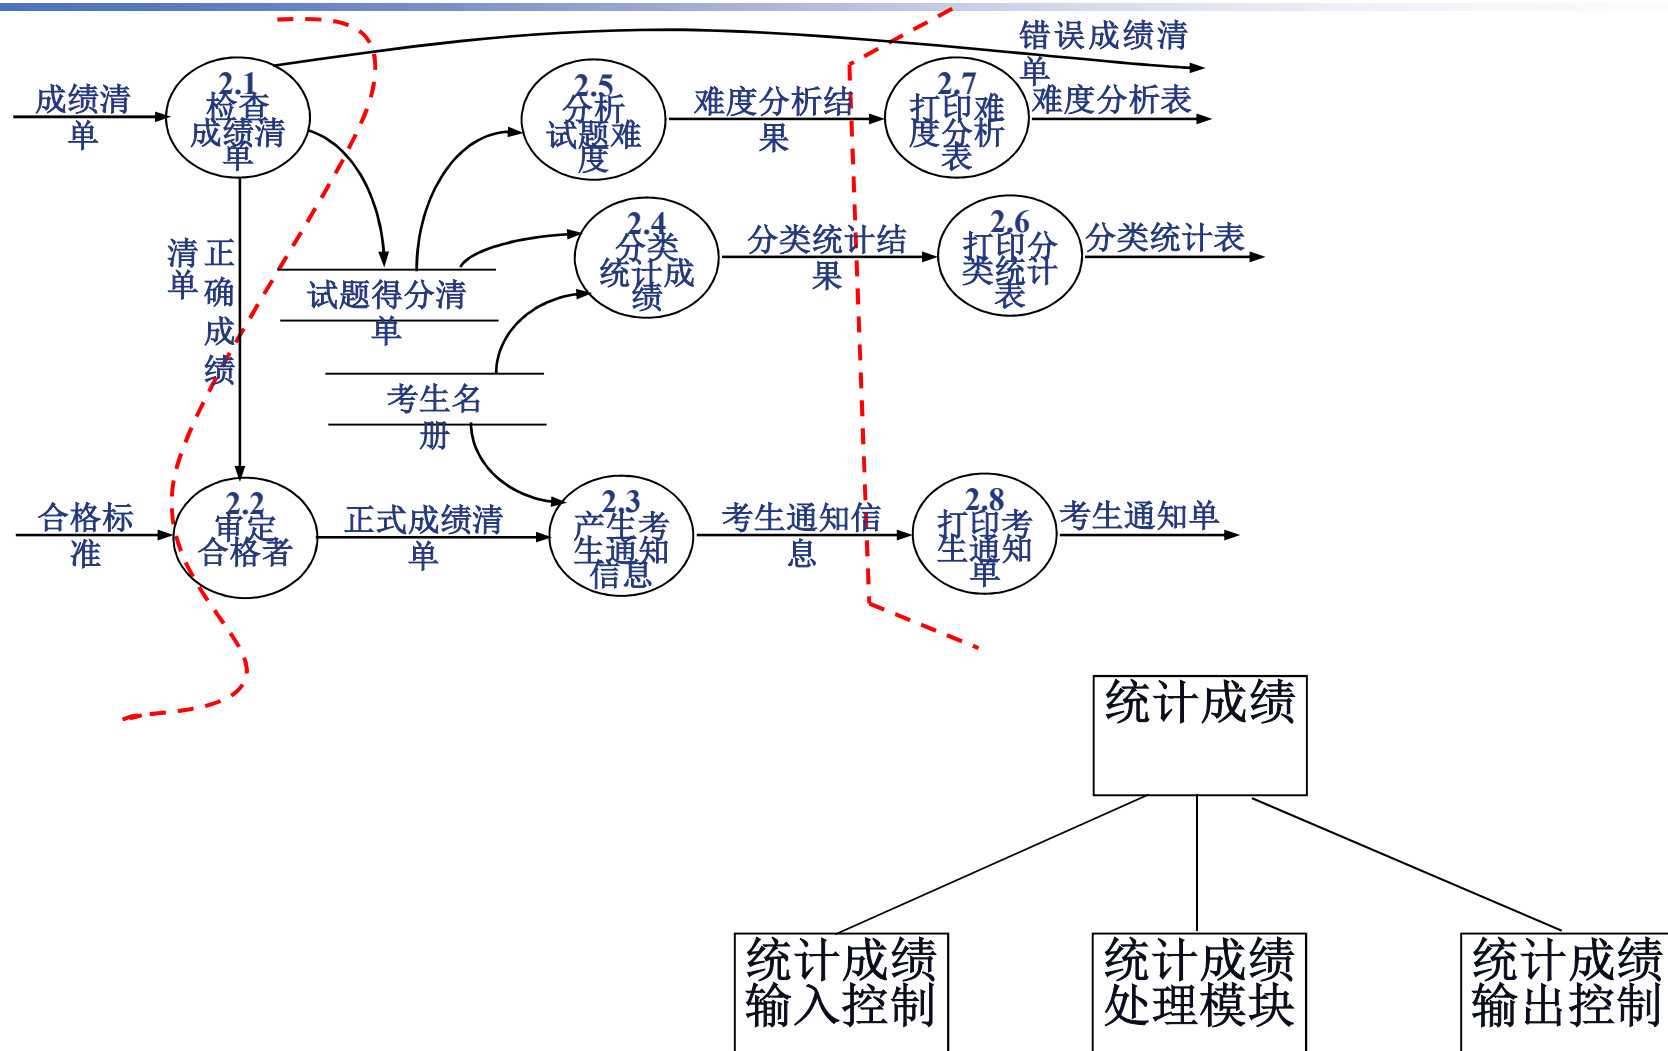 错误成绩清
单
成绩清
单
2.1
检查
成绩清
单
2.5
分析
试题难
度
难度分析结
果
2.7
打印难
度分析
表
难度分析表
正确成绩
清单
试题得分清
单
2.4
分类
统计成
绩
分类统计结
果
2.6
打印分
类统计
表
分类统计表
考生名
册
合格标
准
2.2
审定
合格者
正式成绩清
单
2.3
产生考
生通知
信息
考生通知信
息
2.8
打印考
生通知
单
考生通知单
统计成绩
统计成绩
输入控制
统计成绩
处理模块
统计成绩
输出控制